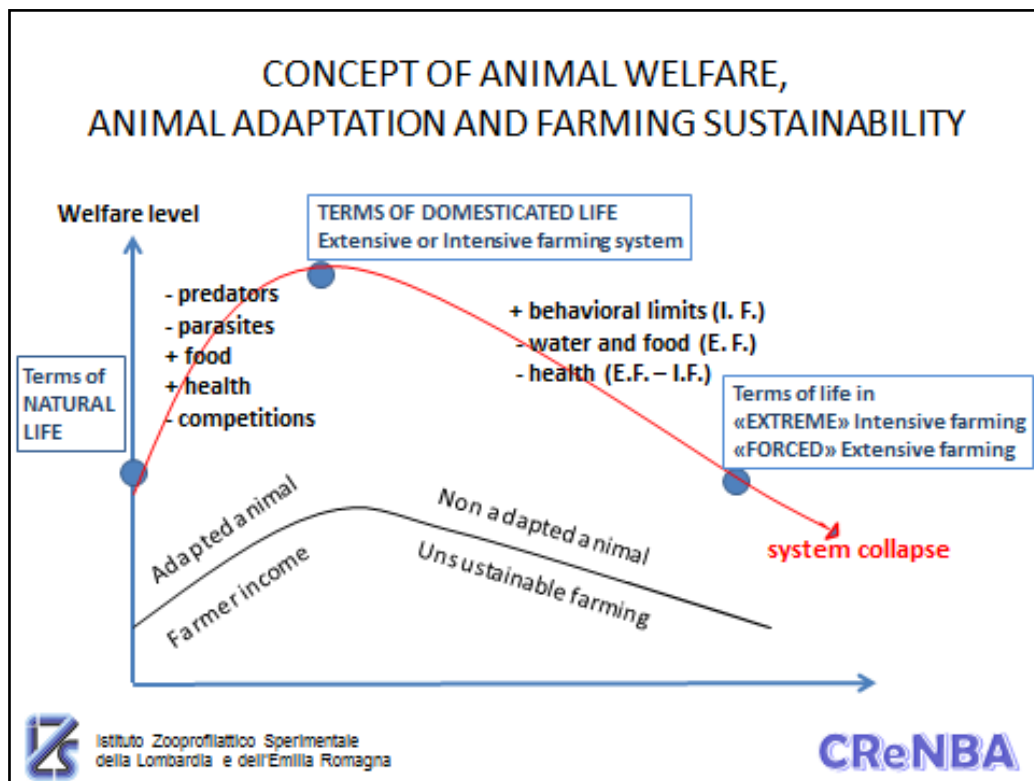 CONCEPT OF ANIMAL WELFARE,
ANIMAL ADAPTATION AND FARMING SUSTAINABILITY
Welfare level
TERMS OF DOMESTICATED LIFE
Extensive or Intensive farming system
- predators
- parasites
+ food
+ health
- competitions
+ behavioral limits (I. F.)
- water and food (E. F.)
- health (E.F. – I.F.)
Terms of
NATURAL
LIFE
Terms of life in
«EXTREME» Intensive farming
«FORCED» Extensive farming
Adapted animal
Farmer income
Non adapted animal
Unsustainable farming
system collapse
IZS
Istituto Zooprofilattico Sperimentale
della Lombardia e dell'Emilia Romagna
CReNBA